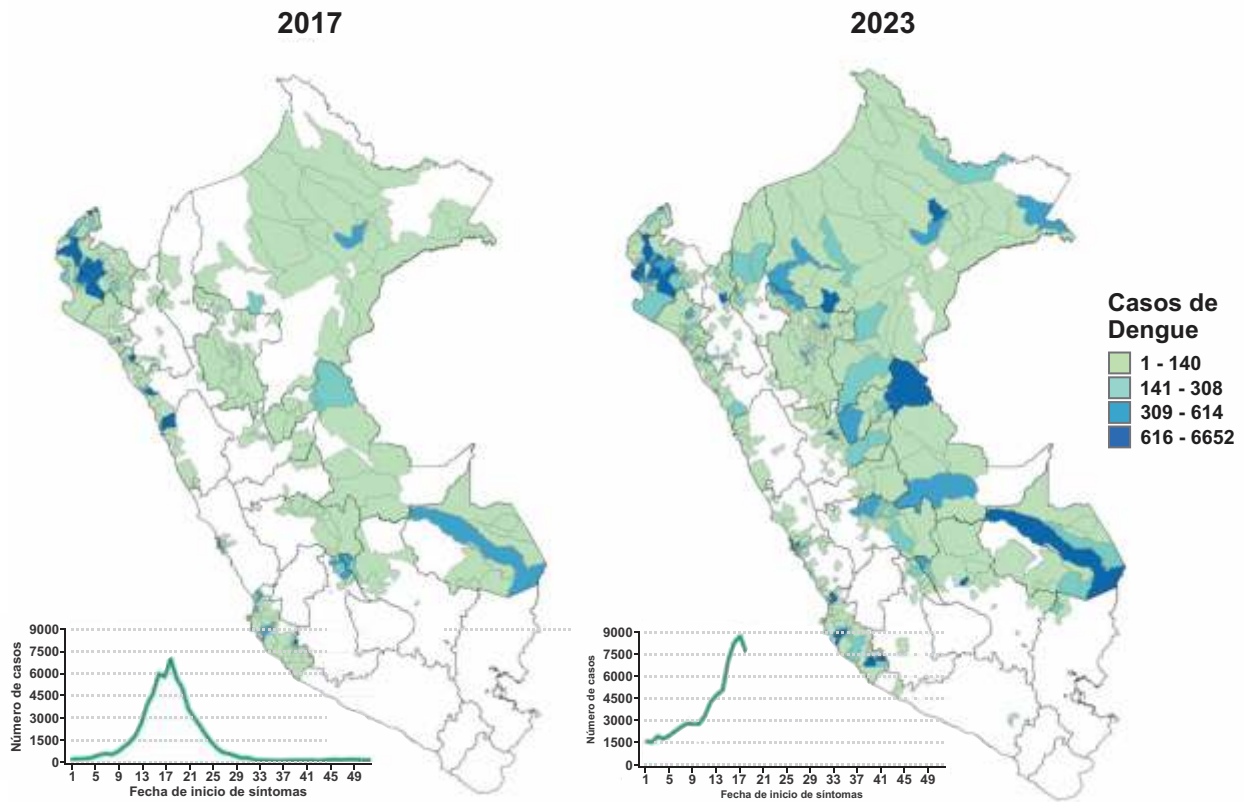 2017
2023
Casos de
Dengue
1 - 140
141 - 308
309 - 614
616 - 6652
9000
7500
6000
4500
3000
1500
0
Número de casos
1 5 9 13 17 21 25 29 33 37 41 45 49
Fecha de inicio de síntomas
9000
7500
6000
4500
3000
1500
0
Número de casos
1 5 9 13 17 21 25 29 33 37 41 45 49
Fecha de inicio de síntomas